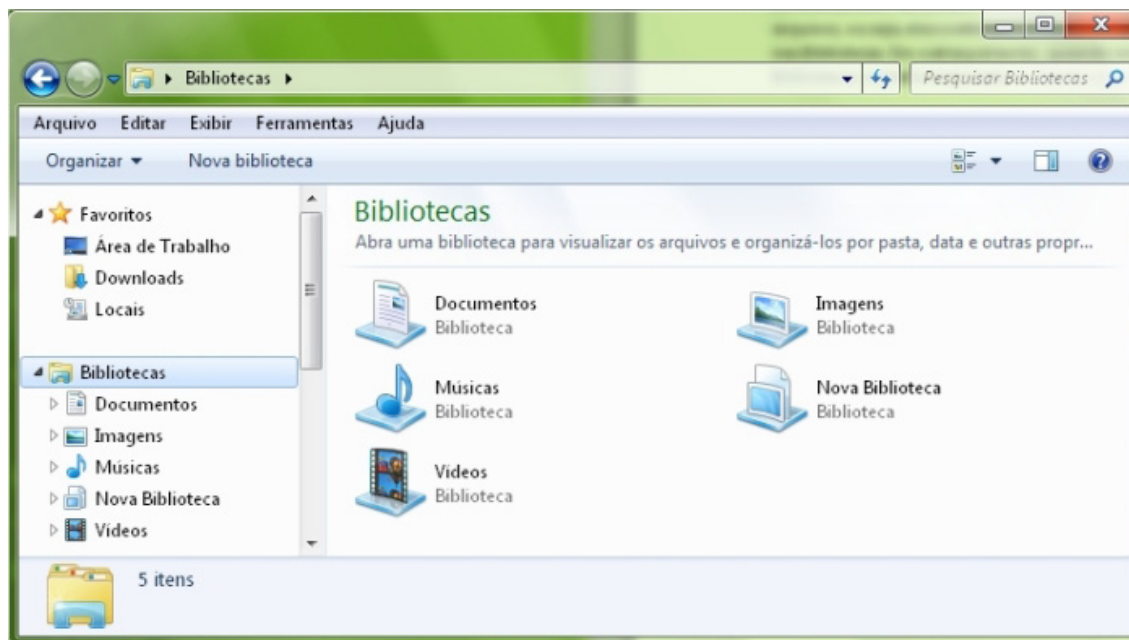 Bibliotecas
Pesquisar Bibliotecas
Arquivo Editar Exibir Ferramentas Ajuda
Organizar Nova biblioteca
Favoritos
Área de Trabalho
Downloads
Locais
Bibliotecas
Documentos
Imagens
Músicas
Nova Biblioteca
Vídeos
Bibliotecas
Abra uma biblioteca para visualizar os arquivos e organizá-los por pasta, data e outras propr...
Documentos
Biblioteca
Imagens
Biblioteca
Músicas
Biblioteca
Nova Biblioteca
Biblioteca
Vídeos
Biblioteca
5 itens